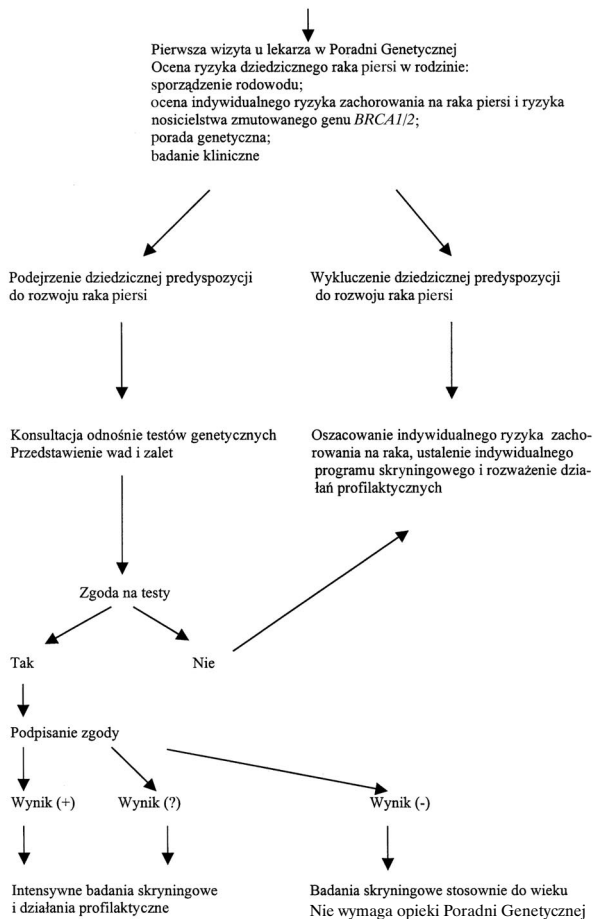 Pierwsza wizyta u lekarza w Poradni Genetycznej
Ocena ryzyka dziedzicznego raka piersi w rodzinie:
sporządzenie rodowodu;
ocena indywidualnego ryzyka zachorowania na raka piersi i ryzyka
nosicielstwa zmutowanego genu BRCA1/2;
porada genetyczna;
badanie kliniczne
Podejrzenie dziedzicznej predyspozycji
do rozwoju raka piersi
Wykluczenie dziedzicznej predyspozycji
do rozwoju raka piersi
Konsultacja odnośnie testów genetycznych
Przedstawienie wad i zalet
Oszacowanie indywidualnego ryzyka zacho-
rowania na raka, ustalenie indywidualnego
programu skryningowego i rozważenie dzia-
łań profilaktycznych
Zgoda na testy
Tak
Nie
Podpisanie zgody
Wynik (+)
Wynik (?)
Wynik (-)
Intensywne badania skryningowe
i działania profilaktyczne
Badania skryningowe stosownie do wieku
Nie wymaga opieki Poradni Genetycznej